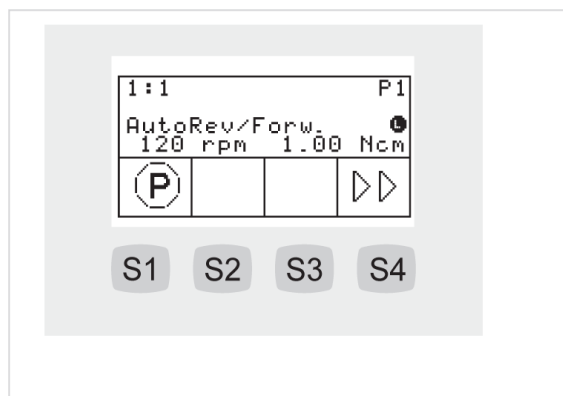 1:1 P1
AutoRev/Forw. L
120 rpm 1.00 Ncm
P
S1 S2 S3 S4